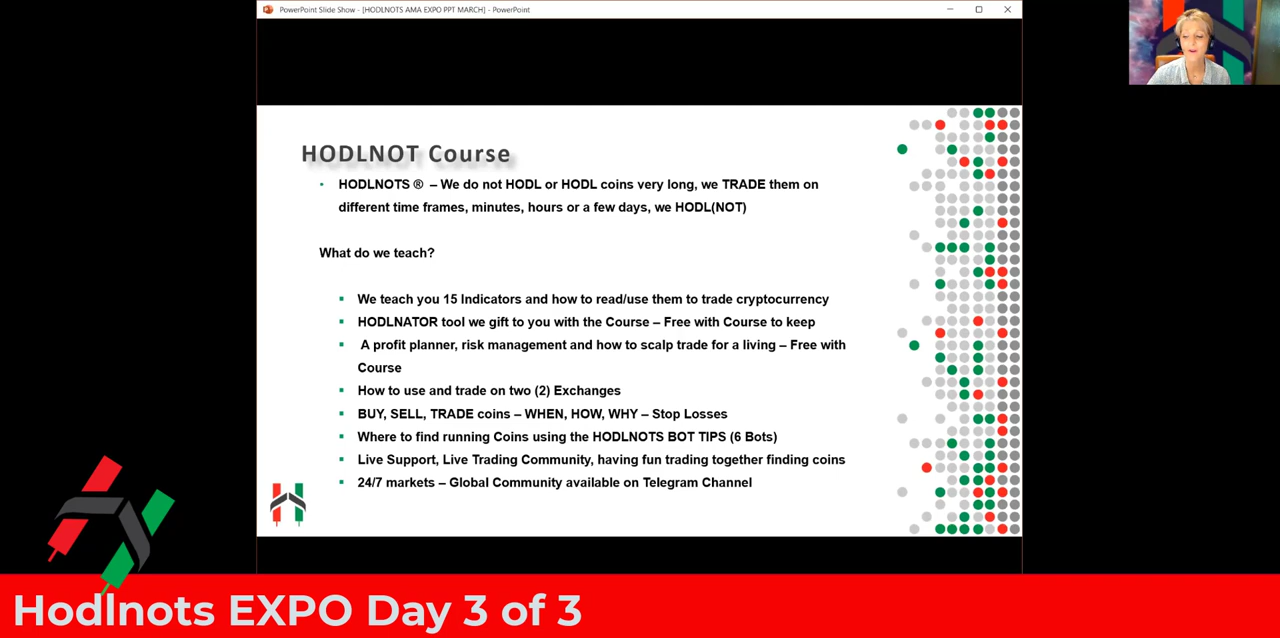 PowerPoint Slide Show - [HODLNOTS AMA EXPO PPT MARCH] - PowerPoint
HODLNOT Course
• HODLNOTS ® – We do not HODL or HODL coins very long, we TRADE them on
different time frames, minutes, hours or a few days, we HODL(NOT)
What do we teach?
▪ We teach you 15 Indicators and how to read/use them to trade cryptocurrency
▪ HODLNATOR tool we gift to you with the Course – Free with Course to keep
▪ A profit planner, risk management and how to scalp trade for a living – Free with
Course
▪ How to use and trade on two (2) Exchanges
▪ BUY, SELL, TRADE coins – WHEN, HOW, WHY – Stop Losses
▪ Where to find running Coins using the HODLNOTS BOT TIPS (6 Bots)
▪ Live Support, Live Trading Community, having fun trading together finding coins
▪ 24/7 markets – Global Community available on Telegram Channel
Hodlnots EXPO Day 3 of 3